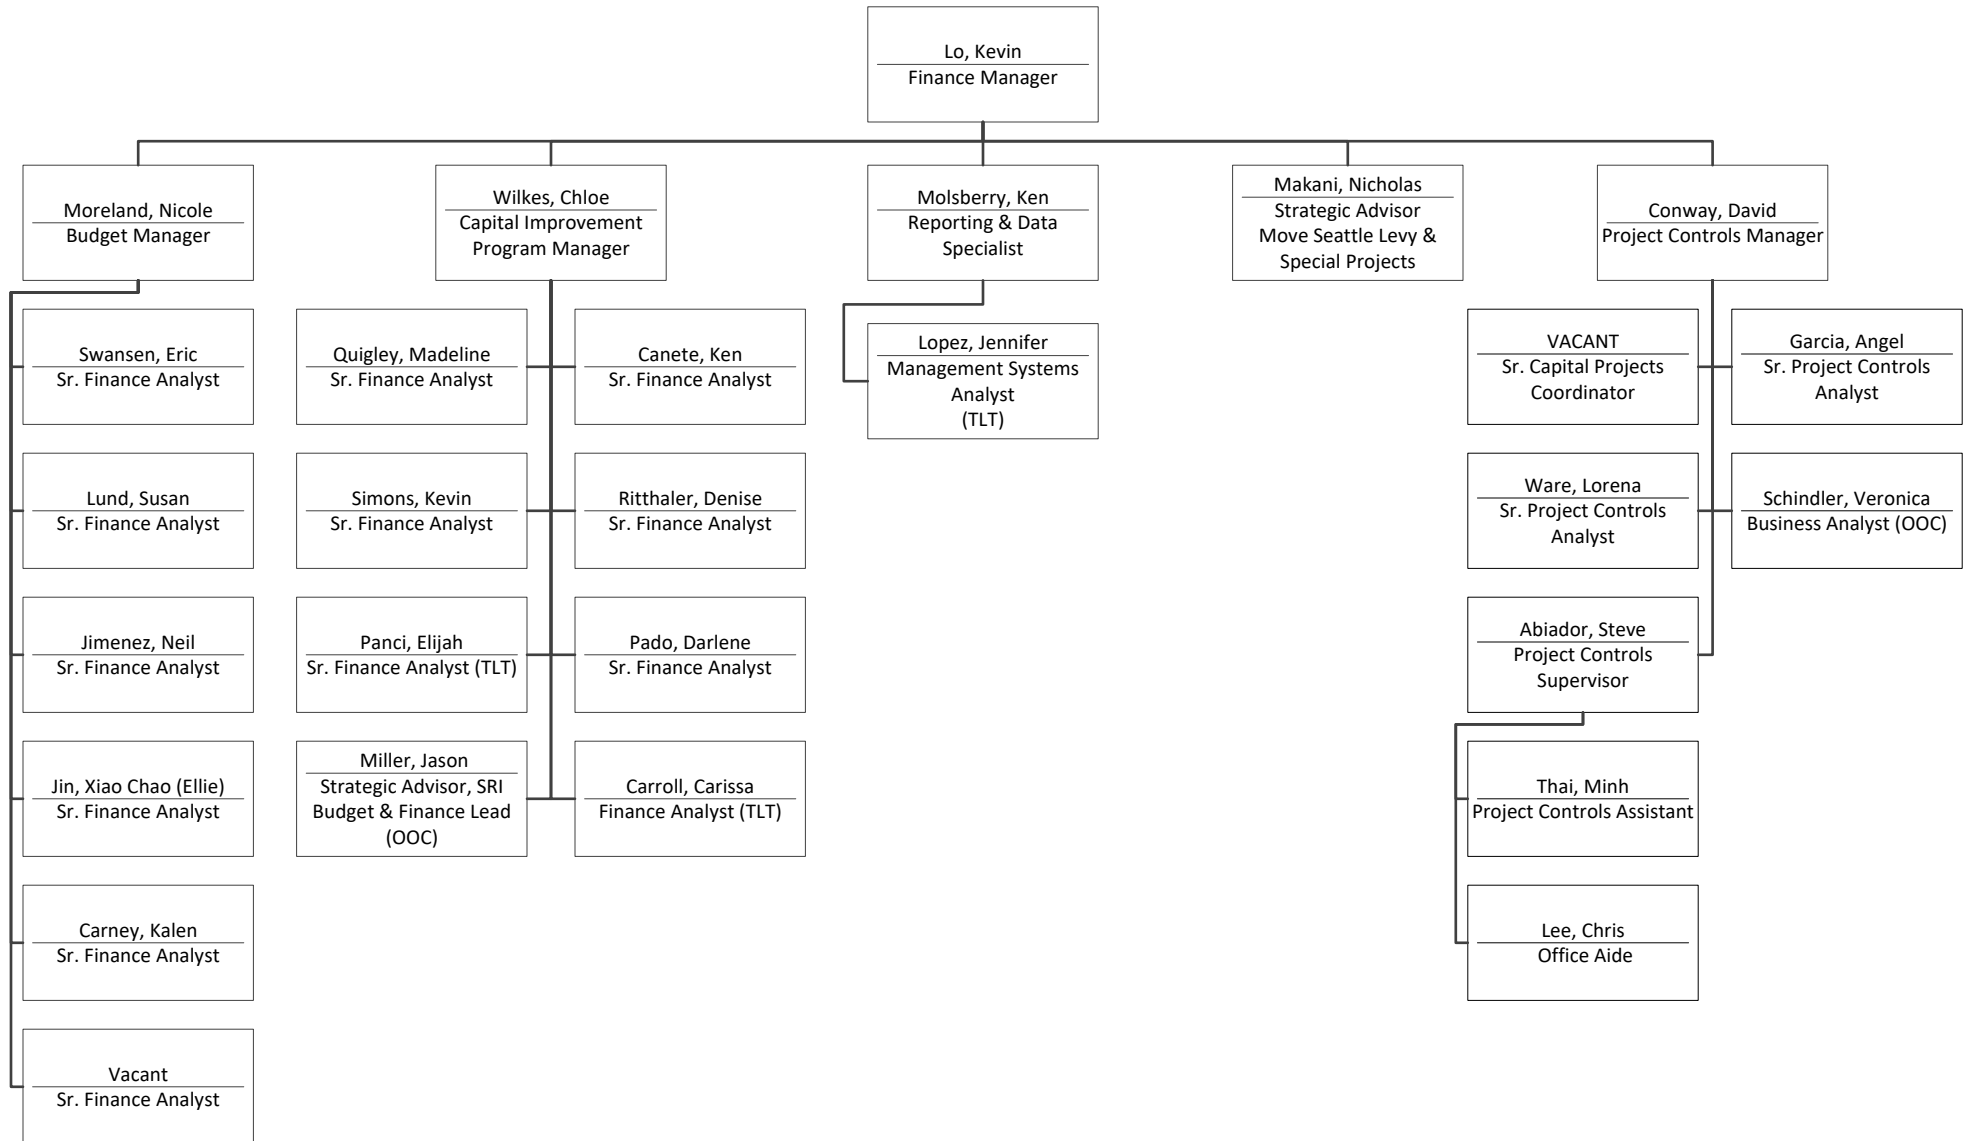 Lo, Kevin
Finance Manager
Moreland, Nicole
Budget Manager
Wilkes, Chloe
Capital Improvement
Program Manager
Molsberry, Ken
Reporting & Data
Specialist
Makani, Nicholas
Strategic Advisor
Move Seattle Levy &
Special Projects
Conway, David
Project Controls Manager
Swansen, Eric
Sr. Finance Analyst
Lund, Susan
Sr. Finance Analyst
Jimenez, Neil
Sr. Finance Analyst
Jin, Xiao Chao (Ellie)
Sr. Finance Analyst
Carney, Kalen
Sr. Finance Analyst
Vacant
Sr. Finance Analyst
Quigley, Madeline
Sr. Finance Analyst
Canete, Ken
Sr. Finance Analyst
Simons, Kevin
Sr. Finance Analyst
Ritthaler, Denise
Sr. Finance Analyst
Panci, Elijah
Sr. Finance Analyst (TLT)
Pado, Darlene
Sr. Finance Analyst
Miller, Jason
Strategic Advisor, SRI
Budget & Finance Lead
(OOC)
Carroll, Carissa
Finance Analyst (TLT)
Lopez, Jennifer
Management Systems
Analyst
(TLT)
VACANT
Sr. Capital Projects
Coordinator
Garcia, Angel
Sr. Project Controls
Analyst
Ware, Lorena
Sr. Project Controls
Analyst
Schindler, Veronica
Business Analyst (OOC)
Abiador, Steve
Project Controls
Supervisor
Thai, Minh
Project Controls Assistant
Lee, Chris
Office Aide